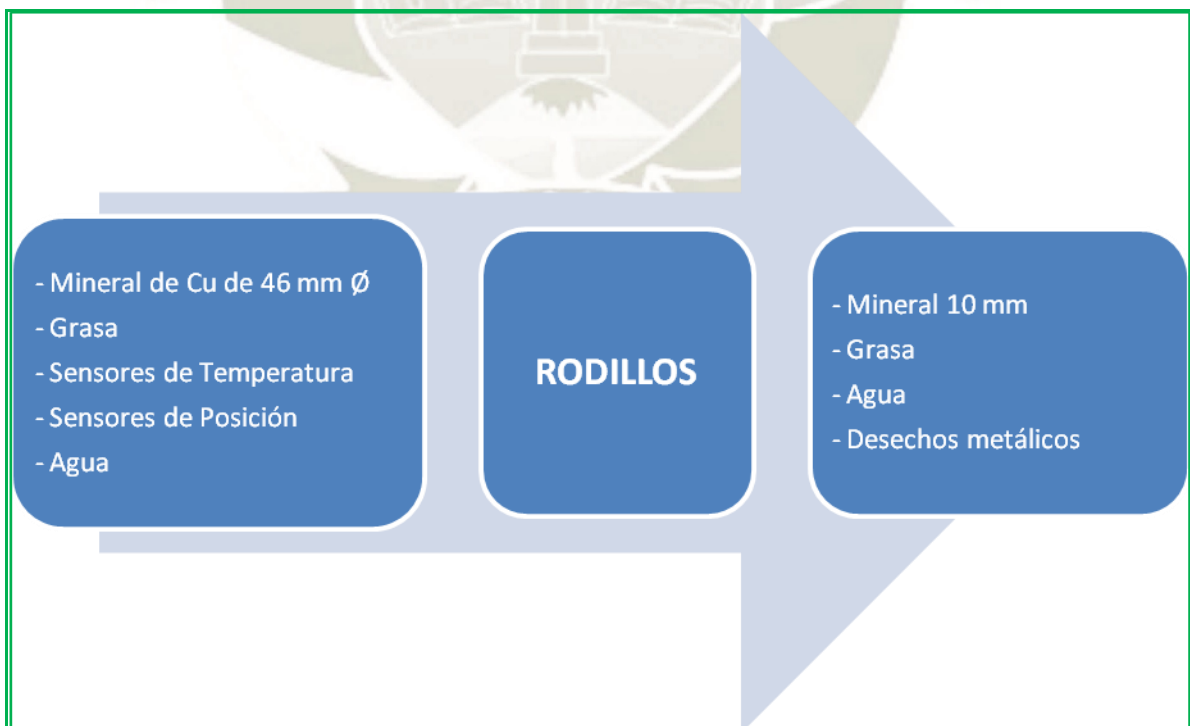 - Mineral de Cu de 46 mm Ø
- Grasa
- Sensores de Temperatura
- Sensores de Posición
- Agua
RODILLOS
- Mineral 10 mm
- Grasa
- Agua
- Desechos metálicos